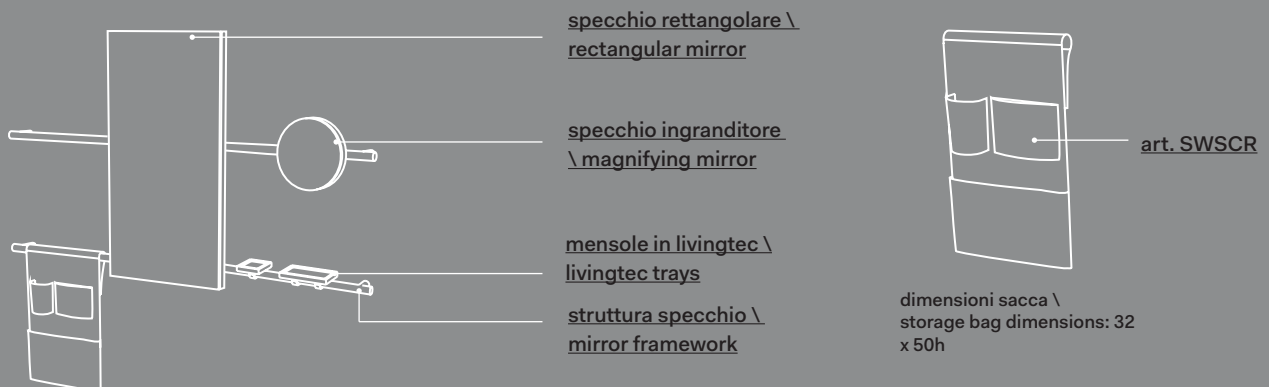 specchio rettangolare \
rectangular mirror
specchio ingranditore
\ magnifying mirror
mensole in livingtec \
livingtec trays
struttura specchio \
mirror framework
art. SWSCR
dimensioni sacca \
storage bag dimensions: 32
x 50h